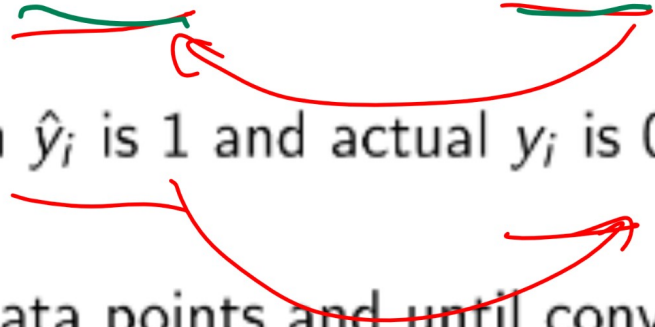 ŷᵢ is 1 and actual yᵢ is
ata points and until conv